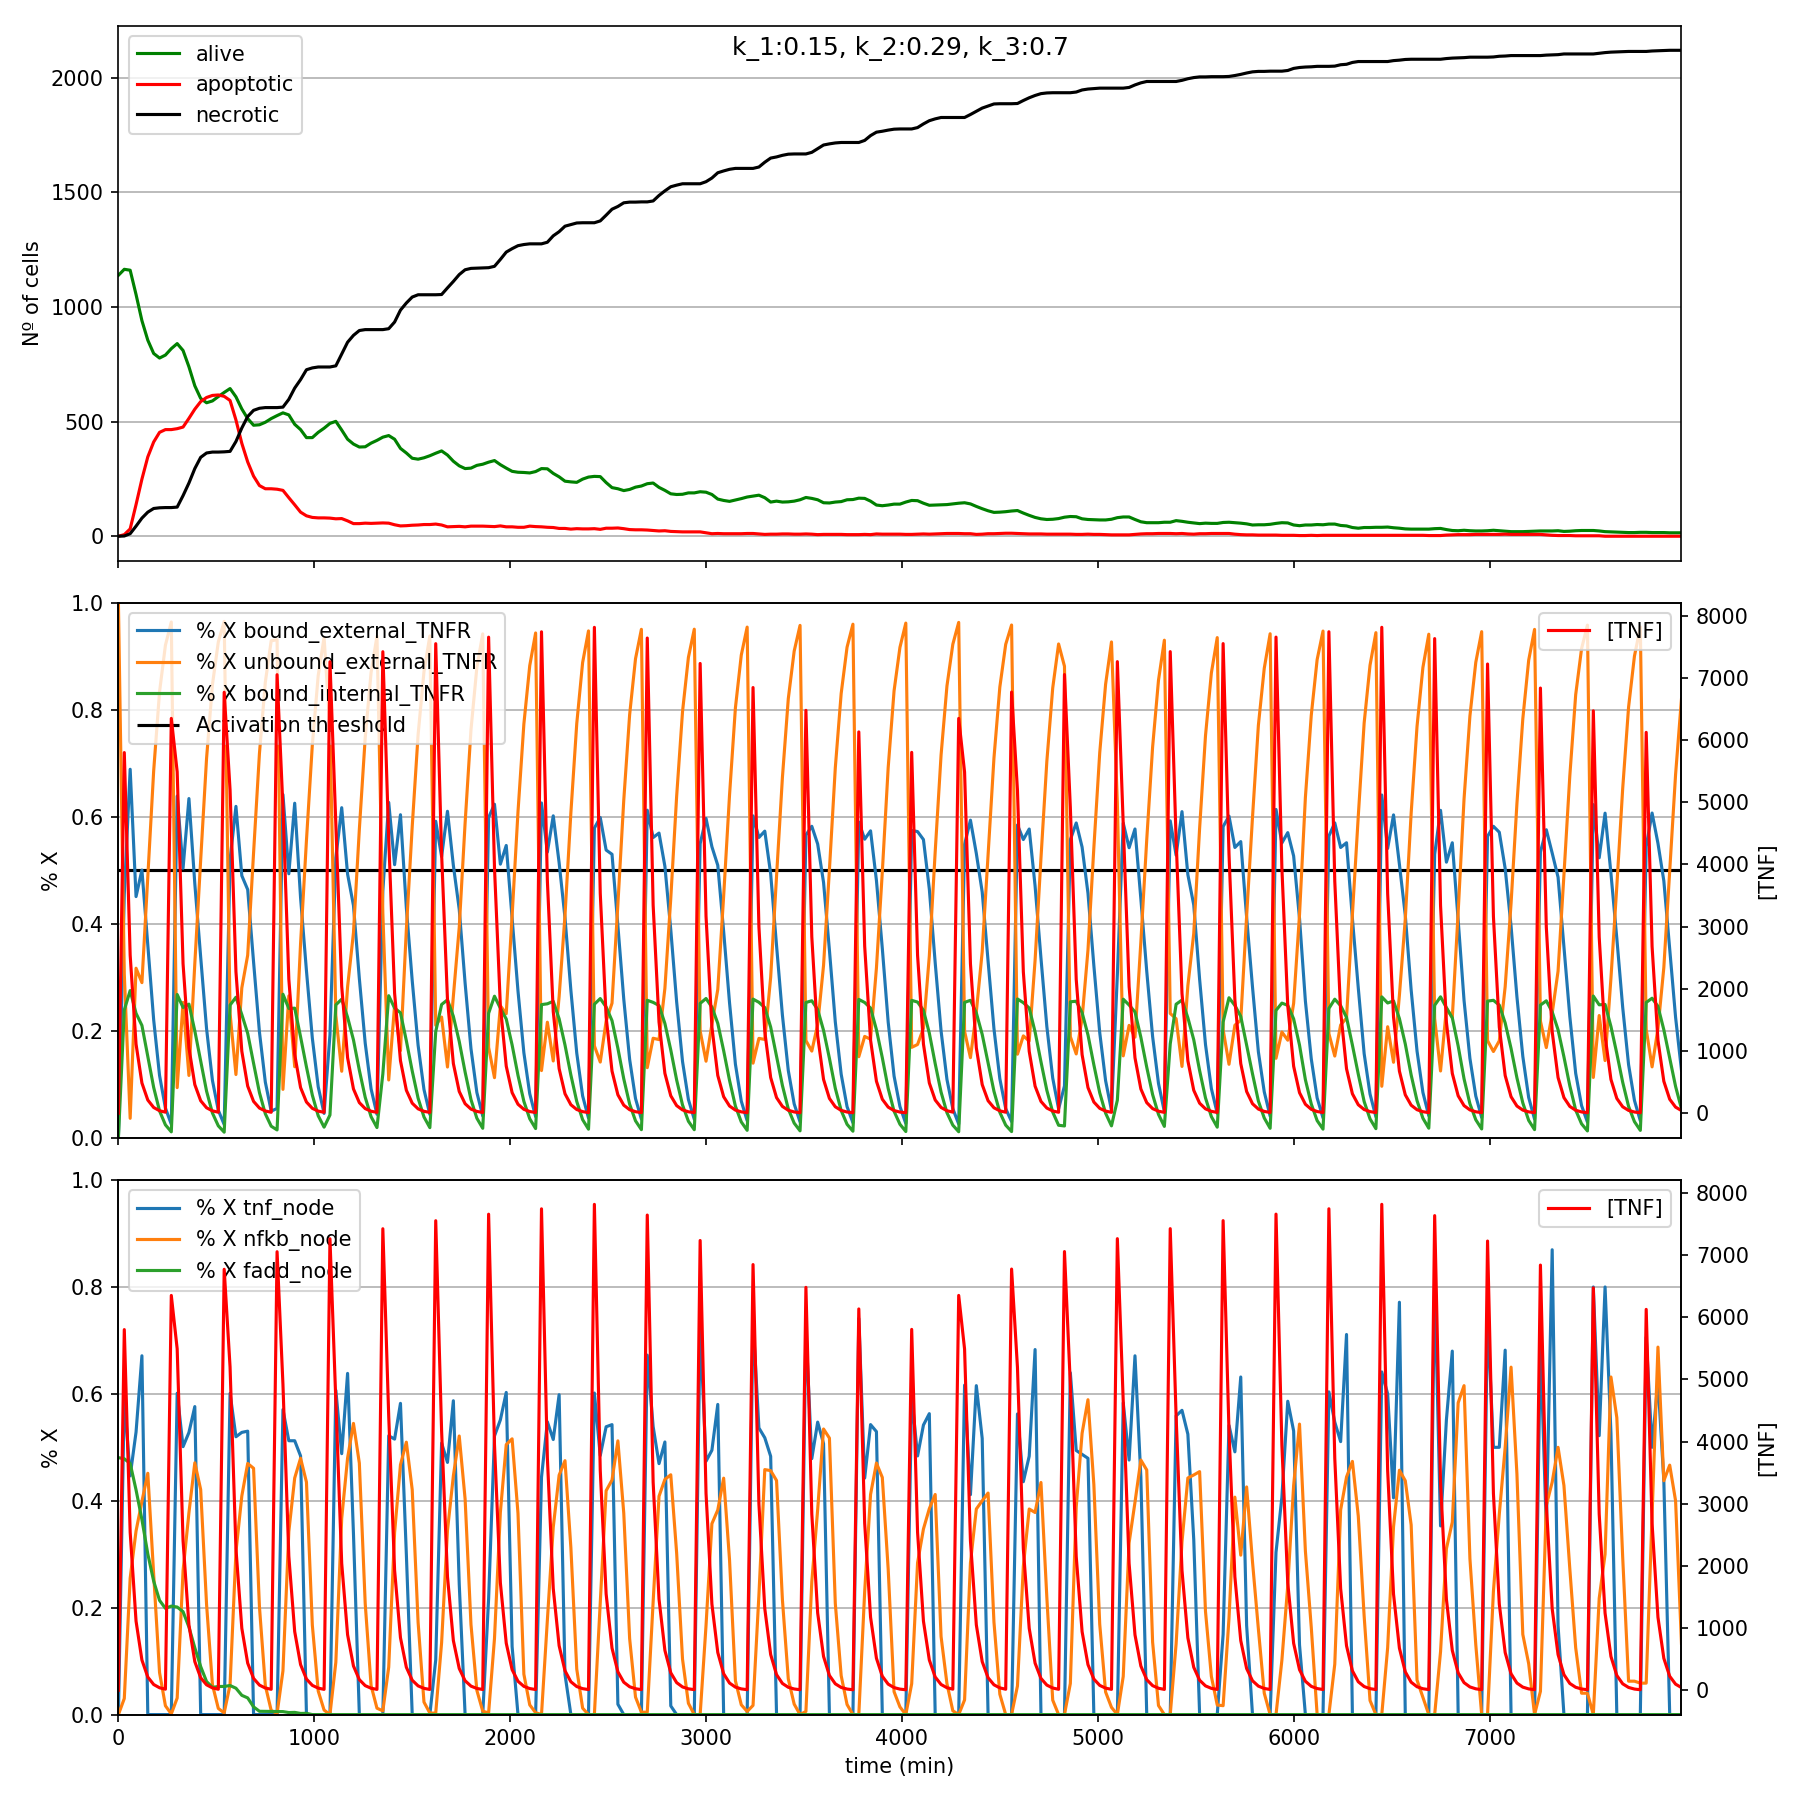 k_1:0.15, k_2:0.29, k_3:0.7
alive
apoptotic
necrotic
2000
1500
1000
500
0
Nº of cells
% X bound_external_TNFR
% X unbound_external_TNFR
% X bound_internal_TNFR
Activation threshold
[TNF]
1.0
0.8
0.6
0.4
0.2
0.0
% X
8000
7000
6000
5000
4000
3000
2000
1000
0
[TNF]
% X tnf_node
% X nfkb_node
% X fadd_node
[TNF]
1.0
0.8
0.6
0.4
0.2
0.0
% X
8000
7000
6000
5000
4000
3000
2000
1000
0
[TNF]
0 1000 2000 3000 4000 5000 6000 7000
time (min)